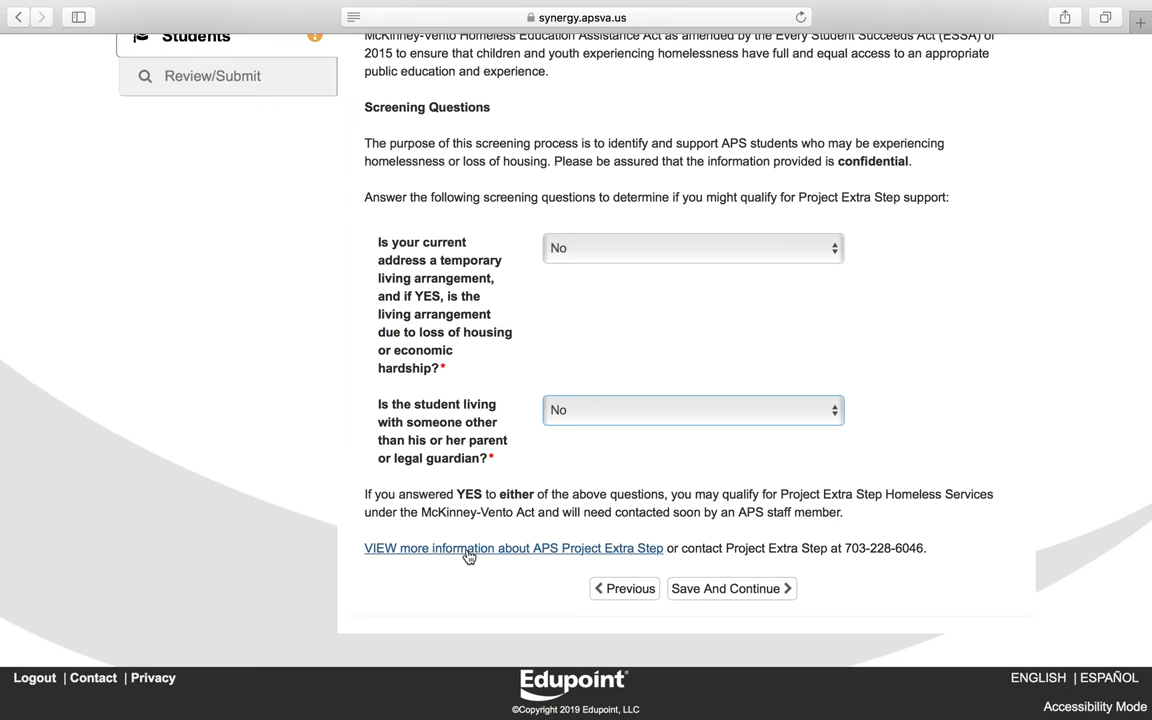 synergy.apsva.us
Students
McKinney-Vento Homeless Education Assistance Act as amended by the Every Student Succeeds Act (ESSA) of
2015 to ensure that children and youth experiencing homelessness have full and equal access to an appropriate
public education and experience.
Review/Submit
Screening Questions
The purpose of this screening process is to identify and support APS students who may be experiencing
homelessness or loss of housing. Please be assured that the information provided is confidential.
Answer the following screening questions to determine if you might qualify for Project Extra Step support:
Is your current
address a temporary
living arrangement,
and if YES, is the
living arrangement
due to loss of housing
or economic
hardship?*
No
Is the student living
with someone other
than his or her parent
or legal guardian?*
No
If you answered YES to either of the above questions, you may qualify for Project Extra Step Homeless Services
under the McKinney-Vento Act and will need contacted soon by an APS staff member.
VIEW more information about APS Project Extra Step or contact Project Extra Step at 703-228-6046.
Previous
Save And Continue
Logout | Contact | Privacy
Edupoint®
©Copyright 2019 Edupoint, LLC
ENGLISH | ESPAÑOL
Accessibility Mode